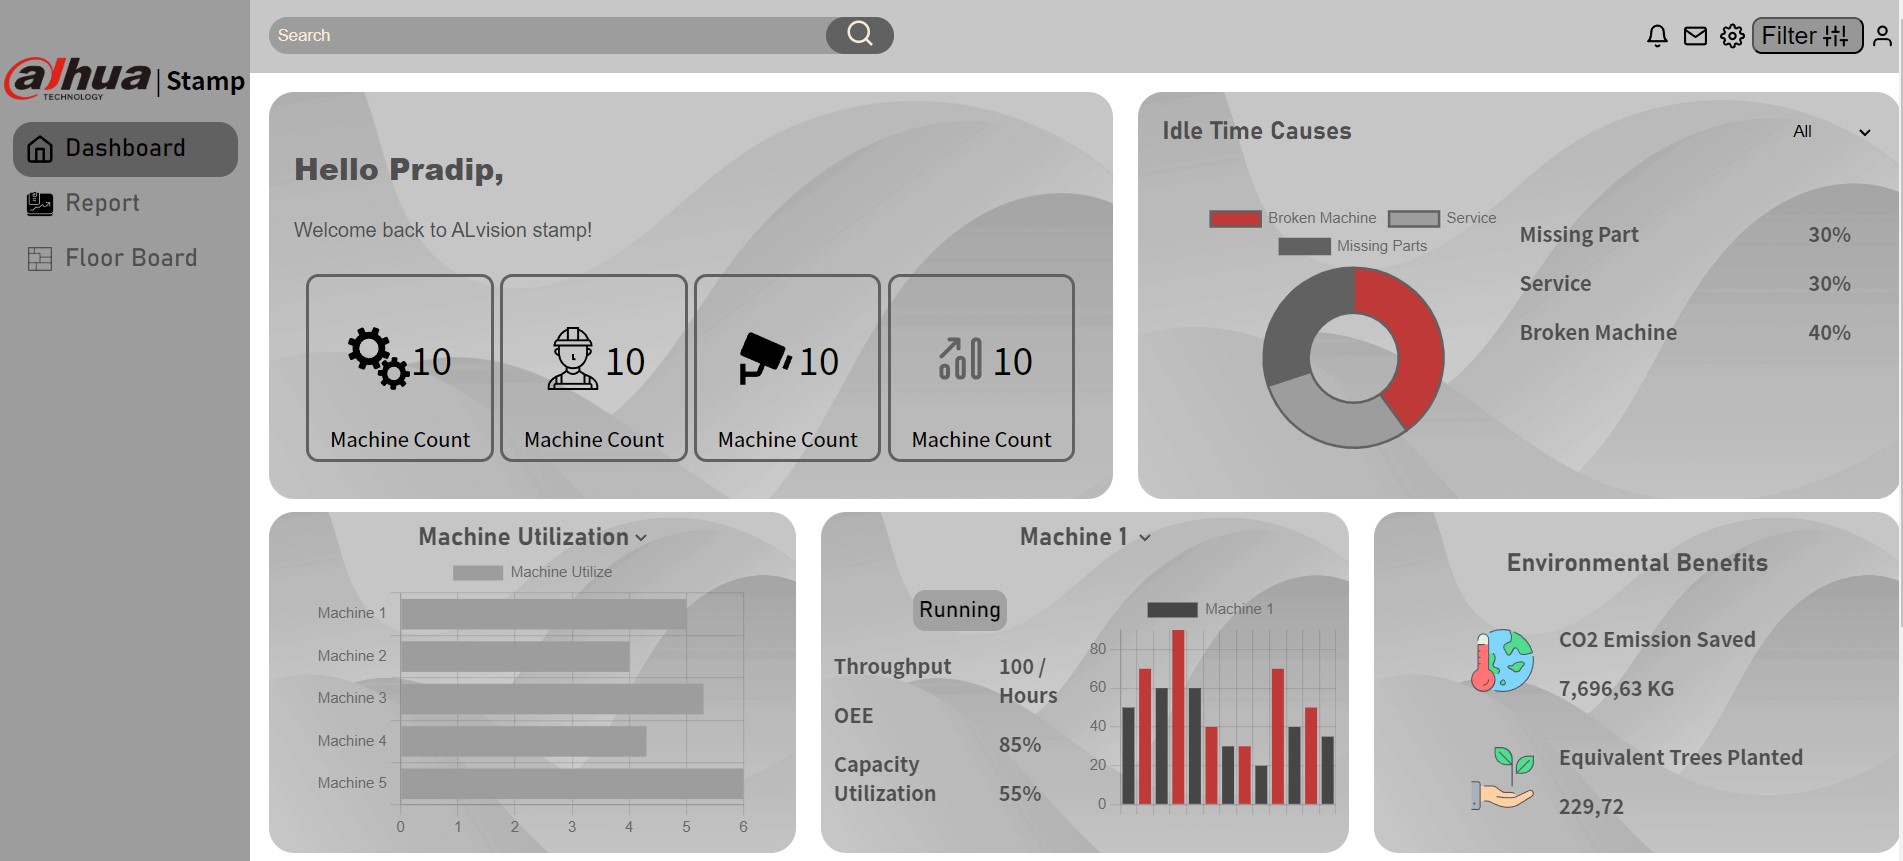 Search
Filter
alhua
TECHNOLOGY
| Stamp
Dashboard
Report
Floor Board
Hello Pradip,
Welcome back to ALvision stamp!
10
Machine Count
10
Machine Count
10
Machine Count
10
Machine Count
Idle Time Causes
All
Broken Machine
Service
Missing Parts
Missing Part 30%
Service 30%
Broken Machine 40%
Machine Utilization
Machine Utilize
Machine 1
Machine 2
Machine 3
Machine 4
Machine 5
0 1 2 3 4 5 6
Machine 1
Running
Throughput 100 /
Hours
OEE
85%
Capacity
Utilization 55%
Machine 1
80
60
40
20
0
Environmental Benefits
CO2 Emission Saved
7,696,63 KG
Equivalent Trees Planted
229,72